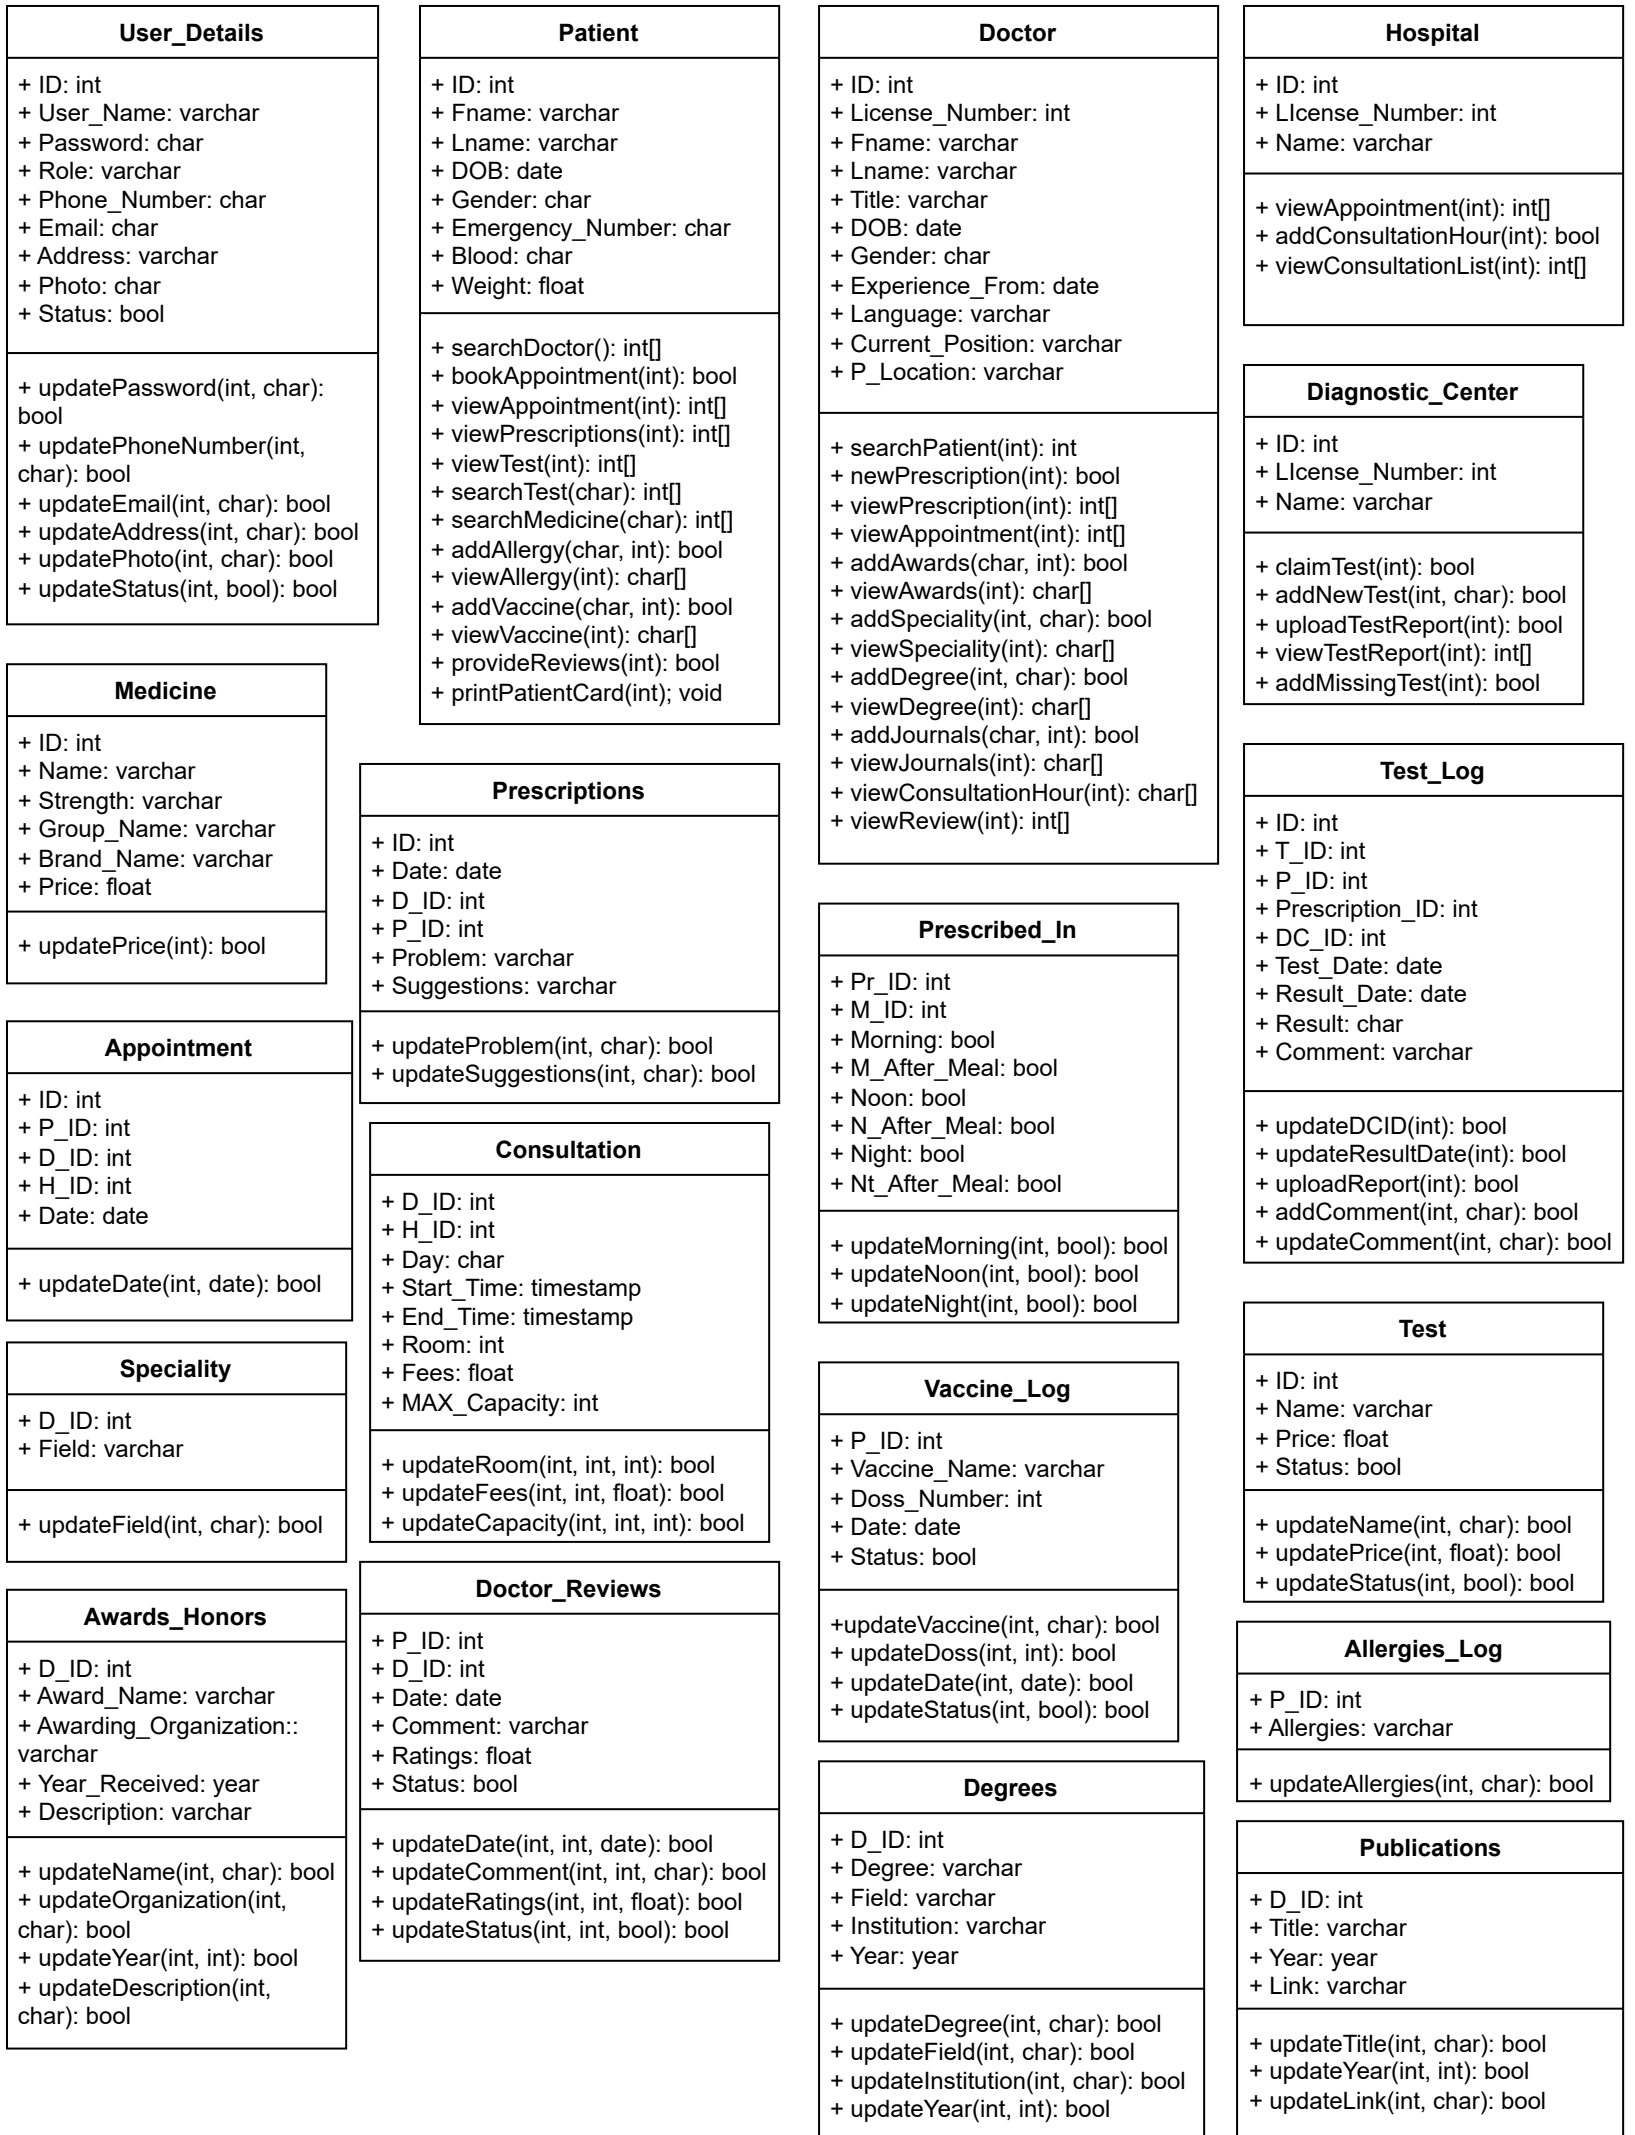 User_Details
+ ID: int
+ User_Name: varchar
+ Password: char
+ Role: varchar
+ Phone_Number: char
+ Email: char
+ Address: varchar
+ Photo: char
+ Status: bool
+ updatePassword(int, char):
bool
+ updatePhoneNumber(int,
char): bool
+ updateEmail(int, char): bool
+ updateAddress(int, char): bool
+ updatePhoto(int, char): bool
+ updateStatus(int, bool): bool
Patient
+ ID: int
+ Fname: varchar
+ Lname: varchar
+ DOB: date
+ Gender: char
+ Emergency_Number: char
+ Blood: char
+ Weight: float
+ searchDoctor(): int[]
+ bookAppointment(int): bool
+ viewAppointment(int): int[]
+ viewPrescriptions(int): int[]
+ viewTest(int): int[]
+ searchTest(char): int[]
+ searchMedicine(char): int[]
+ addAllergy(char, int): bool
+ viewAllergy(int): char[]
+ addVaccine(char, int): bool
+ viewVaccine(int): char[]
+ provideReviews(int): bool
+ printPatientCard(int); void
Doctor
+ ID: int
+ License_Number: int
+ Fname: varchar
+ Lname: varchar
+ Title: varchar
+ DOB: date
+ Gender: char
+ Experience_From: date
+ Language: varchar
+ Current_Position: varchar
+ P_Location: varchar
+ searchPatient(int): int
+ newPrescription(int): bool
+ viewPrescription(int): int[]
+ viewAppointment(int): int[]
+ addAwards(char, int): bool
+ viewAwards(int): char[]
+ addSpeciality(int, char): bool
+ viewSpeciality(int): char[]
+ addDegree(int, char): bool
+ viewDegree(int): char[]
+ addJournals(char, int): bool
+ viewJournals(int): char[]
+ viewConsultationHour(int): char[]
+ viewReview(int): int[]
Hospital
+ ID: int
+ LIcense_Number: int
+ Name: varchar
+ viewAppointment(int): int[]
+ addConsultationHour(int): bool
+ viewConsultationList(int): int[]
Diagnostic_Center
+ ID: int
+ LIcense_Number: int
+ Name: varchar
+ claimTest(int): bool
+ addNewTest(int, char): bool
+ uploadTestReport(int): bool
+ viewTestReport(int): int[]
+ addMissingTest(int): bool
Medicine
+ ID: int
+ Name: varchar
+ Strength: varchar
+ Group_Name: varchar
+ Brand_Name: varchar
+ Price: float
+ updatePrice(int): bool
Prescriptions
+ ID: int
+ Date: date
+ D_ID: int
+ P_ID: int
+ Problem: varchar
+ Suggestions: varchar
+ updateProblem(int, char): bool
+ updateSuggestions(int, char): bool
Prescribed_In
+ Pr_ID: int
+ M_ID: int
+ Morning: bool
+ M_After_Meal: bool
+ Noon: bool
+ N_After_Meal: bool
+ Night: bool
+ Nt_After_Meal: bool
+ updateMorning(int, bool): bool
+ updateNoon(int, bool): bool
+ updateNight(int, bool): bool
Test_Log
+ ID: int
+ T_ID: int
+ P_ID: int
+ Prescription_ID: int
+ DC_ID: int
+ Test_Date: date
+ Result_Date: date
+ Result: char
+ Comment: varchar
+ updateDCID(int): bool
+ updateResultDate(int): bool
+ uploadReport(int): bool
+ addComment(int, char): bool
+ updateComment(int, char): bool
Appointment
+ ID: int
+ P_ID: int
+ D_ID: int
+ H_ID: int
+ Date: date
+ updateDate(int, date): bool
Consultation
+ D_ID: int
+ H_ID: int
+ Day: char
+ Start_Time: timestamp
+ End_Time: timestamp
+ Room: int
+ Fees: float
+ MAX_Capacity: int
+ updateRoom(int, int, int): bool
+ updateFees(int, int, float): bool
+ updateCapacity(int, int, int): bool
Speciality
+ D_ID: int
+ Field: varchar
+ updateField(int, char): bool
Vaccine_Log
+ P_ID: int
+ Vaccine_Name: varchar
+ Doss_Number: int
+ Date: date
+ Status: bool
+updateVaccine(int, char): bool
+ updateDoss(int, int): bool
+ updateDate(int, date): bool
+ updateStatus(int, bool): bool
Test
+ ID: int
+ Name: varchar
+ Price: float
+ Status: bool
+ updateName(int, char): bool
+ updatePrice(int, float): bool
+ updateStatus(int, bool): bool
Awards_Honors
+ D_ID: int
+ Award_Name: varchar
+ Awarding_Organization::
varchar
+ Year_Received: year
+ Description: varchar
+ updateName(int, char): bool
+ updateOrganization(int,
char): bool
+ updateYear(int, int): bool
+ updateDescription(int,
char): bool
Doctor_Reviews
+ P_ID: int
+ D_ID: int
+ Date: date
+ Comment: varchar
+ Ratings: float
+ Status: bool
+ updateDate(int, int, date): bool
+ updateComment(int, int, char): bool
+ updateRatings(int, int, float): bool
+ updateStatus(int, int, bool): bool
Degrees
+ D_ID: int
+ Degree: varchar
+ Field: varchar
+ Institution: varchar
+ Year: year
+ updateDegree(int, char): bool
+ updateField(int, char): bool
+ updateInstitution(int, char): bool
+ updateYear(int, int): bool
Allergies_Log
+ P_ID: int
+ Allergies: varchar
+ updateAllergies(int, char): bool
Publications
+ D_ID: int
+ Title: varchar
+ Year: year
+ Link: varchar
+ updateTitle(int, char): bool
+ updateYear(int, int): bool
+ updateLink(int, char): bool